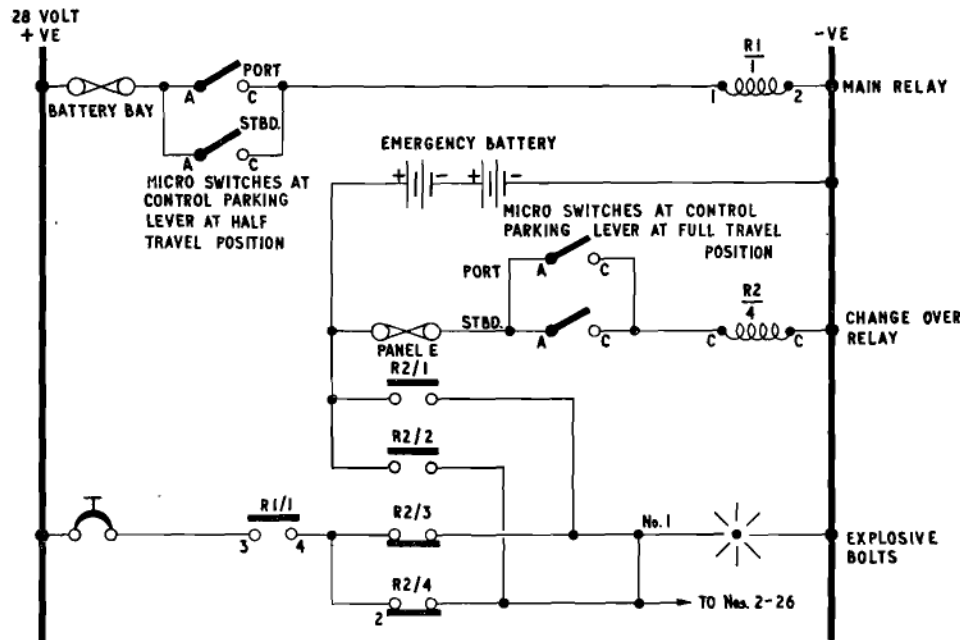 28 VOLT
+VE
-VE
BATTERY BAY
A
PORT
C
A
STBD.
C
MICRO SWITCHES AT
CONTROL PARKING
LEVER AT HALF
TRAVEL POSITION
R1
1
1
2
MAIN RELAY
EMERGENCY BATTERY
+
-
+
-
MICRO SWITCHES AT CONTROL
PARKING LEVER AT FULL TRAVEL
POSITION
PORT
A
C
STBD.
A
C
PANEL E
R2
4
C
C
CHANGE OVER
RELAY
R2/1
R2/2
R1/1
3
4
R2/3
No.1
EXPLOSIVE
BOLTS
R2/4
2
TO Nos. 2-26